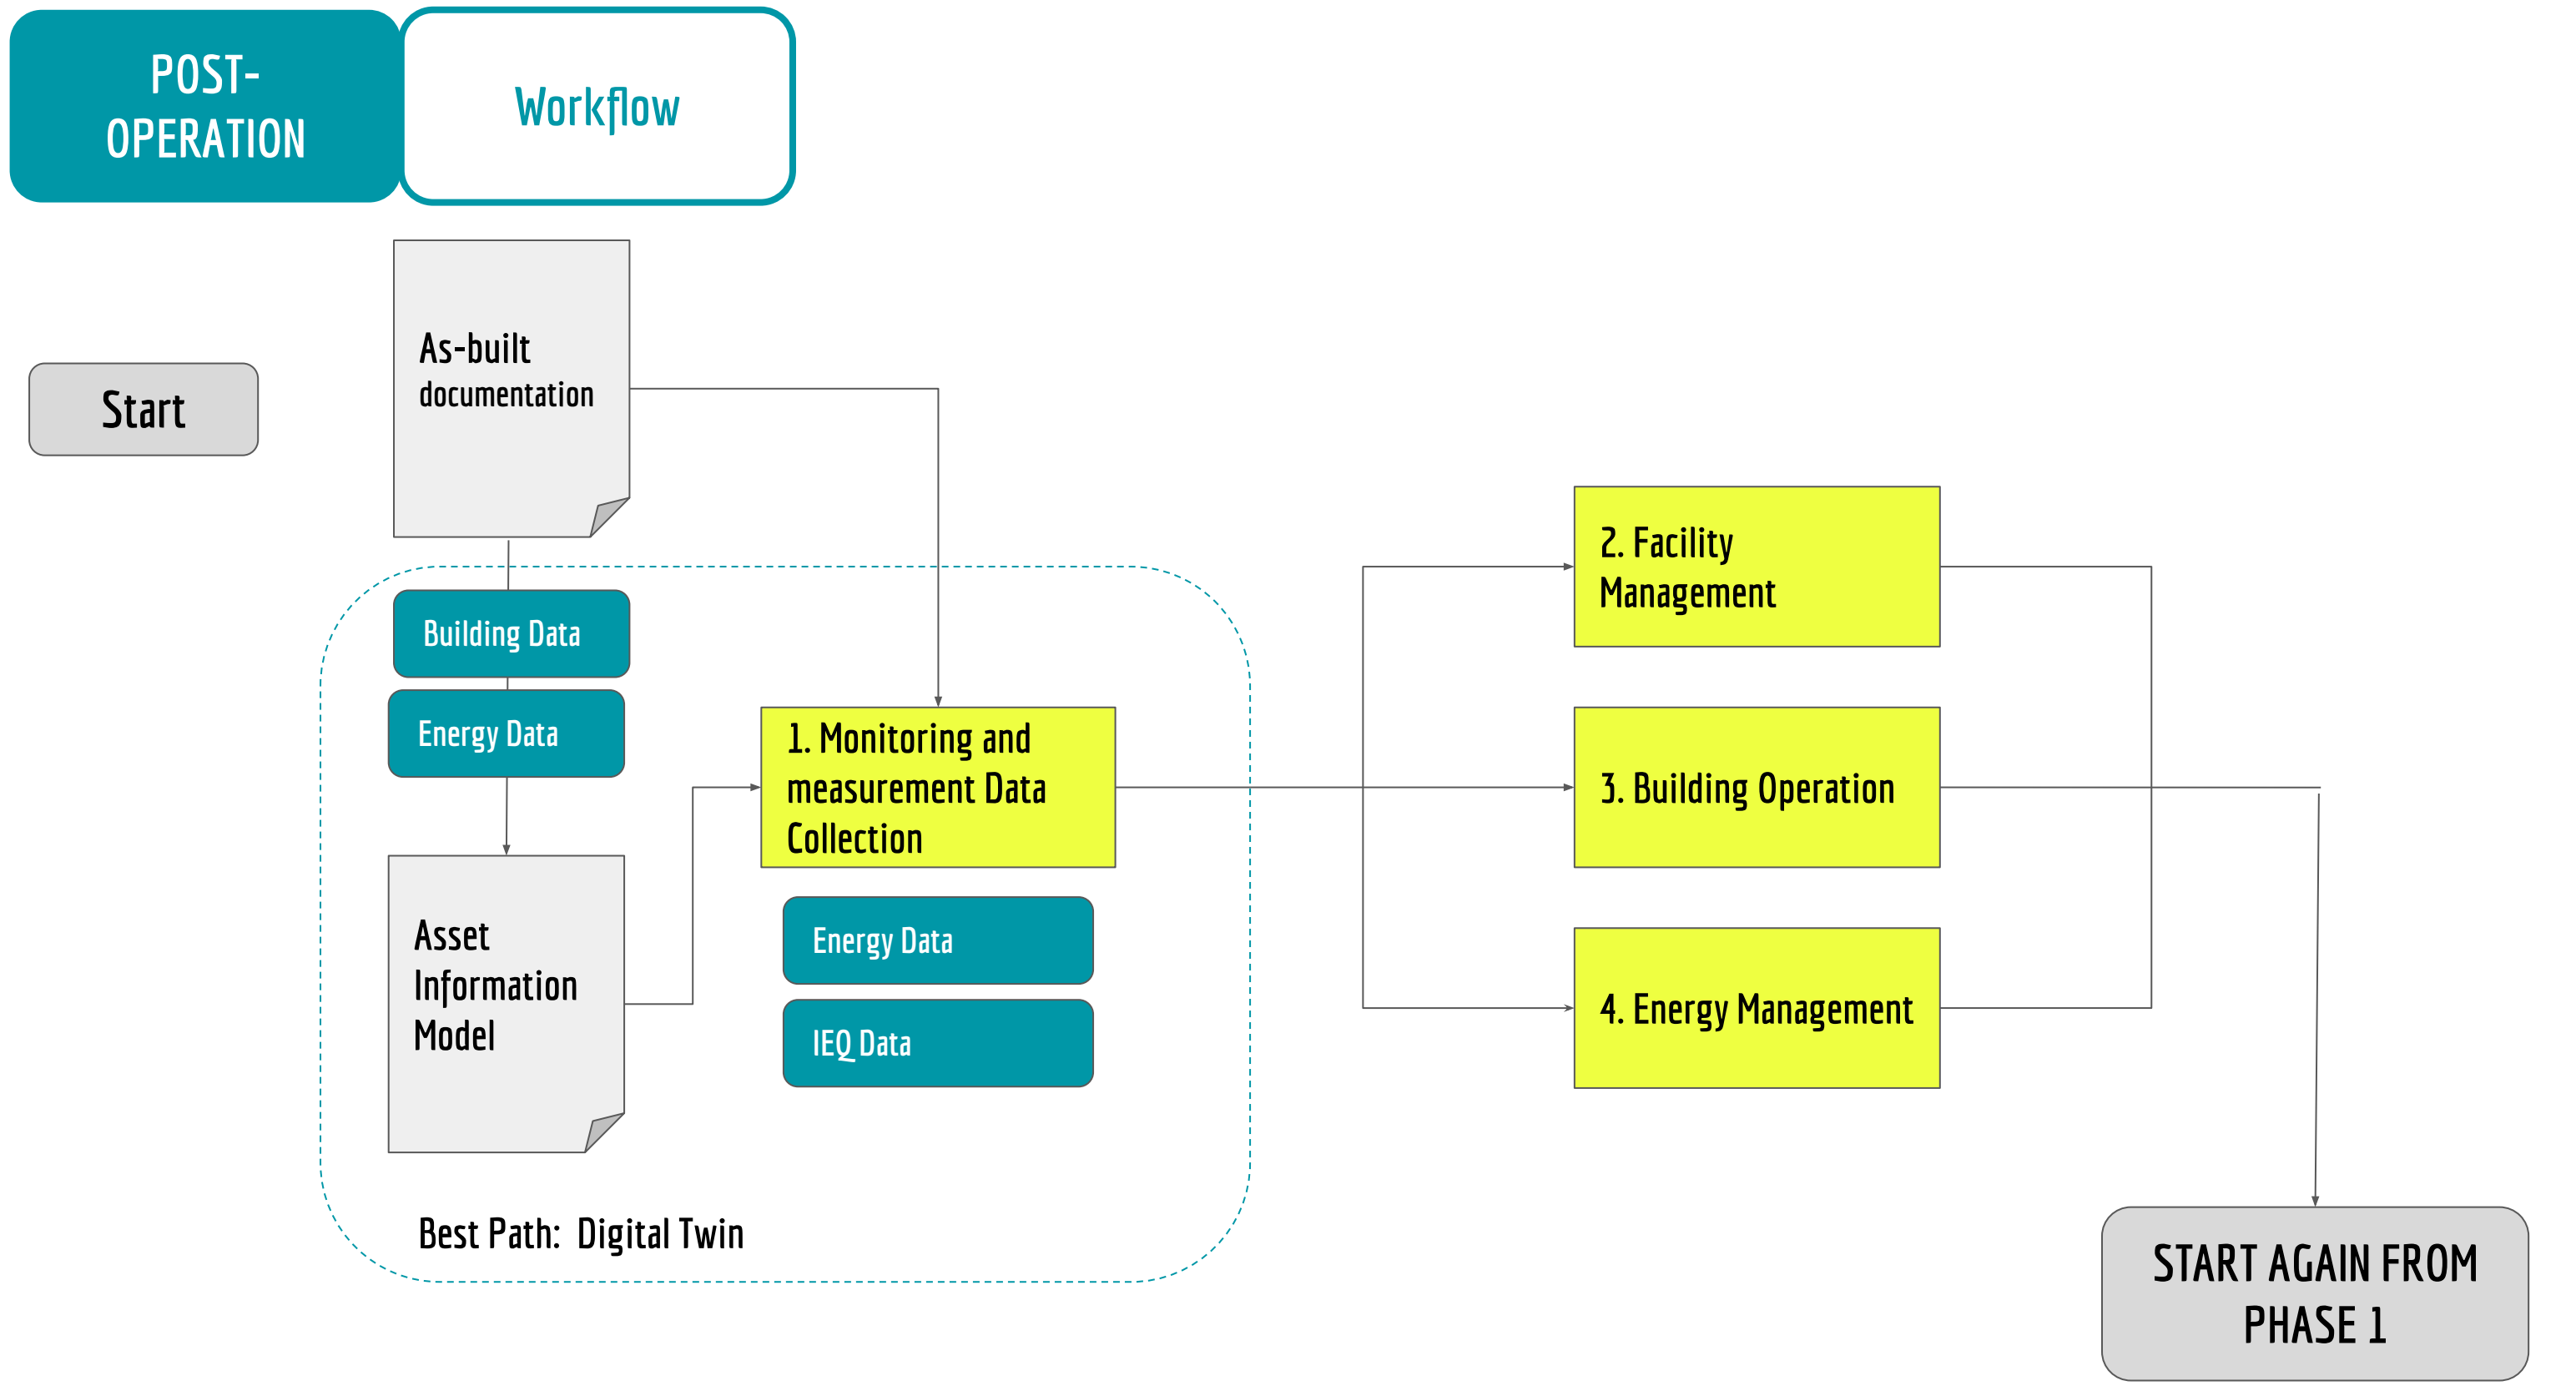 POST-
OPERATION
Workflow
As-built
documentation
Start
2. Facility
Management
Building Data
Energy Data
1. Monitoring and
measurement Data
Collection
3. Building Operation
Asset
Information
Model
Energy Data
IEQ Data
4. Energy Management
Best Path:  Digital Twin
START AGAIN FROM
PHASE 1